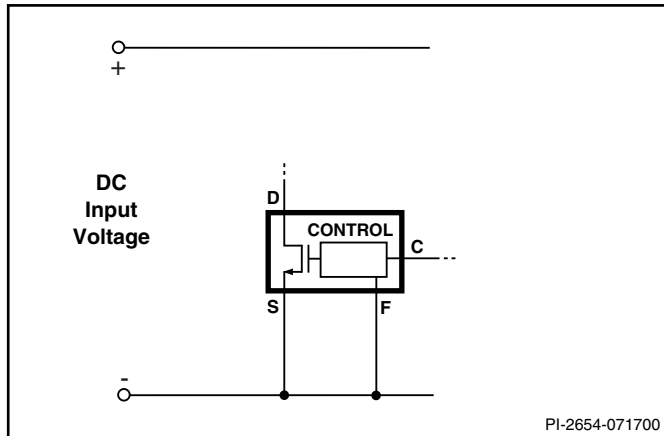 +
DC
Input
Voltage
D
CONTROL
C
S
F
-
PI-2654-071700